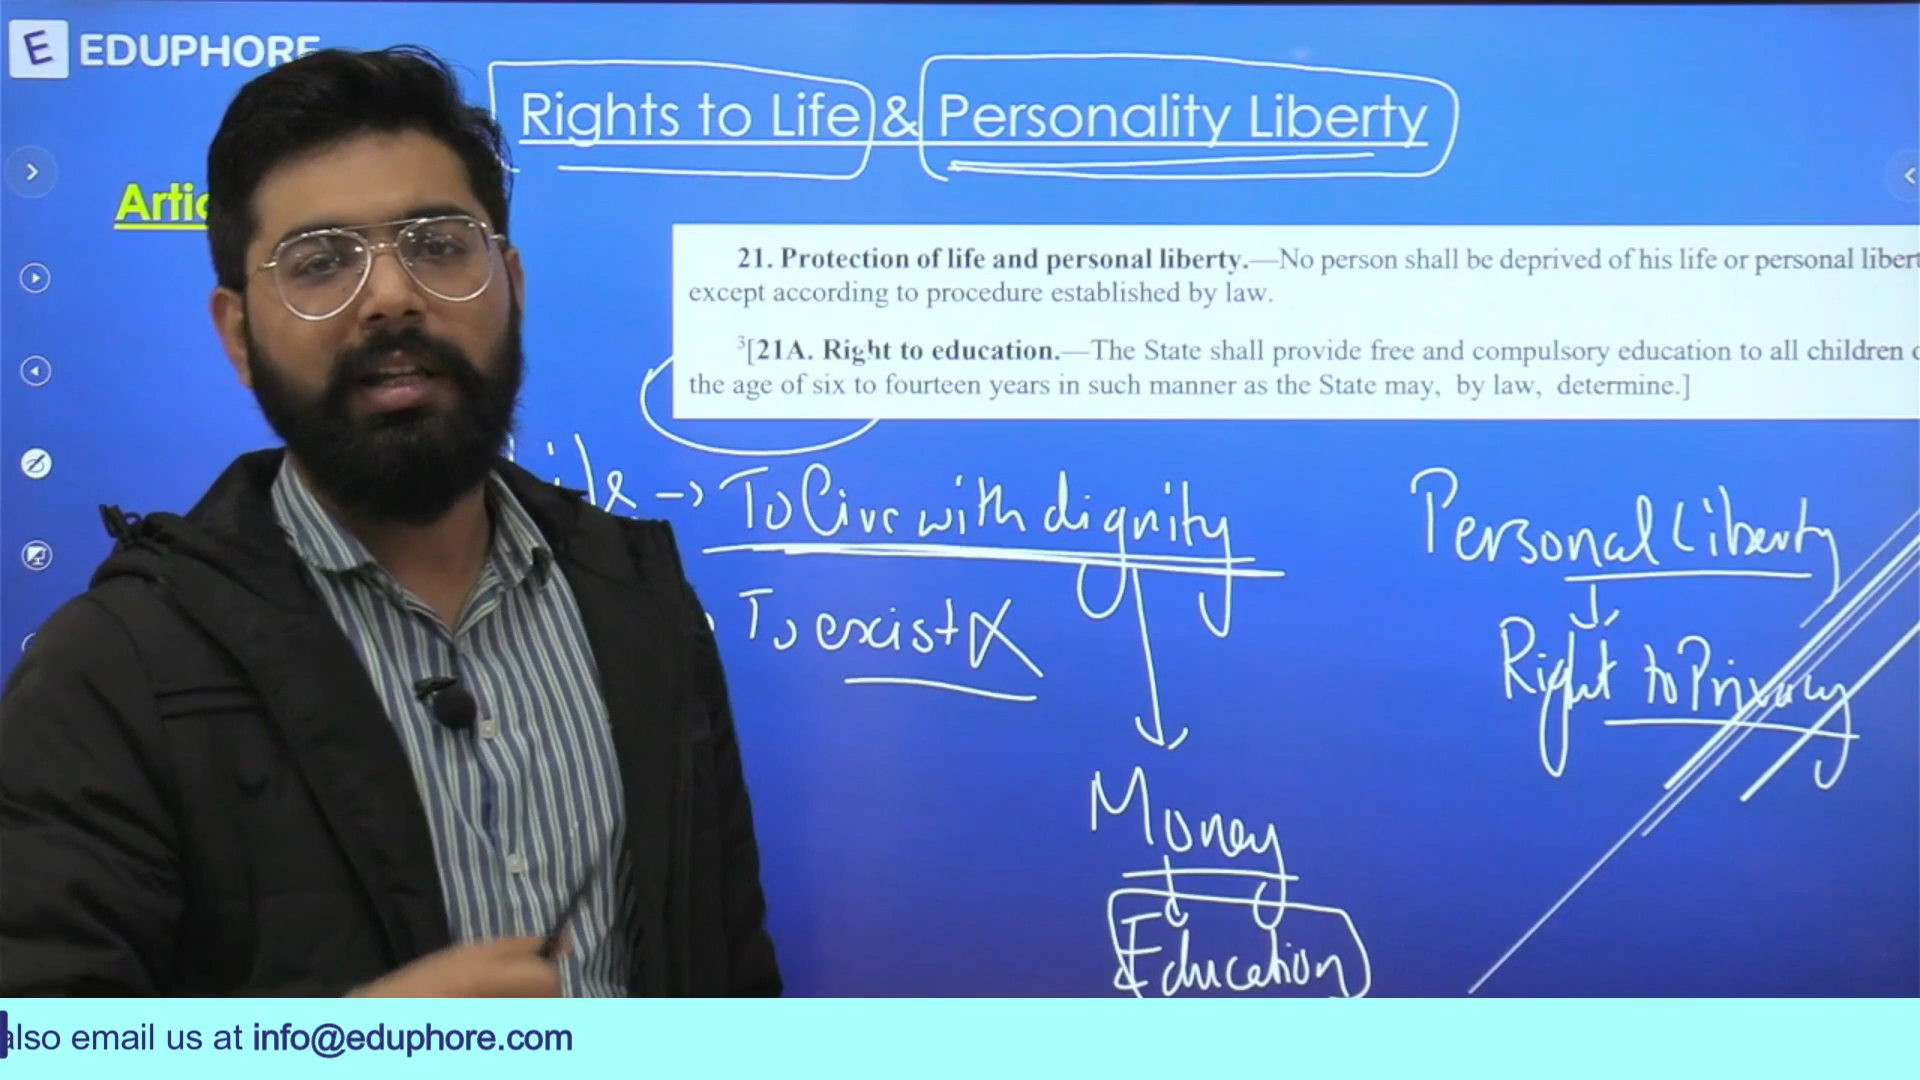 E EDUPHORE
Rights to Life & Personality Liberty
Artic
21. Protection of life and personal liberty.—No person shall be deprived of his life or personal libert
except according to procedure established by law.
3[21A. Right to education.—The State shall provide free and compulsory education to all children o
the age of six to fourteen years in such manner as the State may, by law, determine.]
-> To Live with dignity
To exist X
Personal Liberty
Right to Privacy
Money
Education
also email us at info@eduphore.com